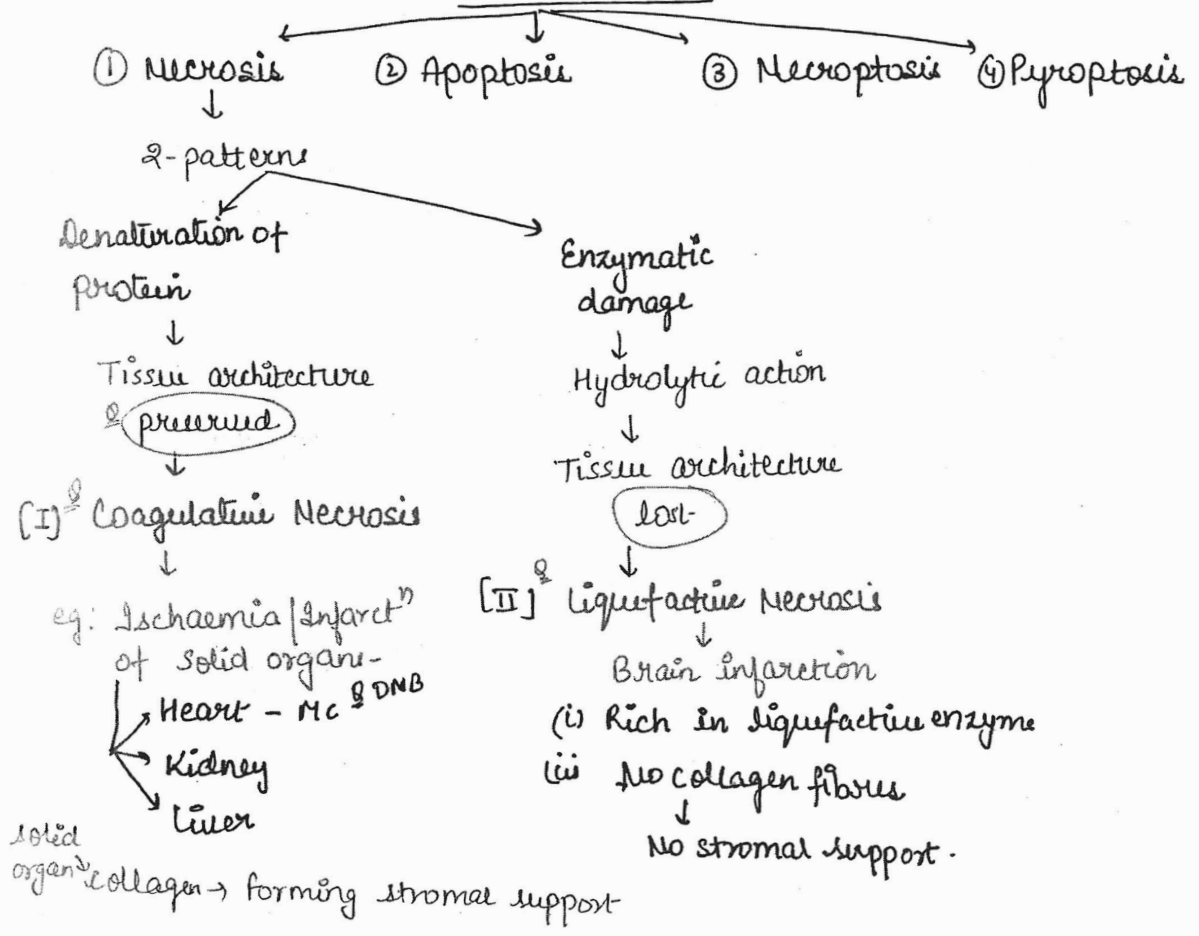 ① Necrosis ② Apoptosis ③ Necroptosis ④ Pyroptosis
2-patterns
Denaturation of
protein
Tissue architecture
Q preserved
[I] Q Coagulative Necrosis
eg: Ischaemia/Infarctⁿ
of solid organs-
Heart - Mc Q DNB
Kidney
Liver
solid
organ collagen → forming stromal support
Enzymatic
damage
Hydrolytic action
Tissue architecture
lost
[II] Q Liquefactive Necrosis
Brain infarction
(i) Rich in liquefactive enzyme
(ii) No collagen fibres
No stromal support.